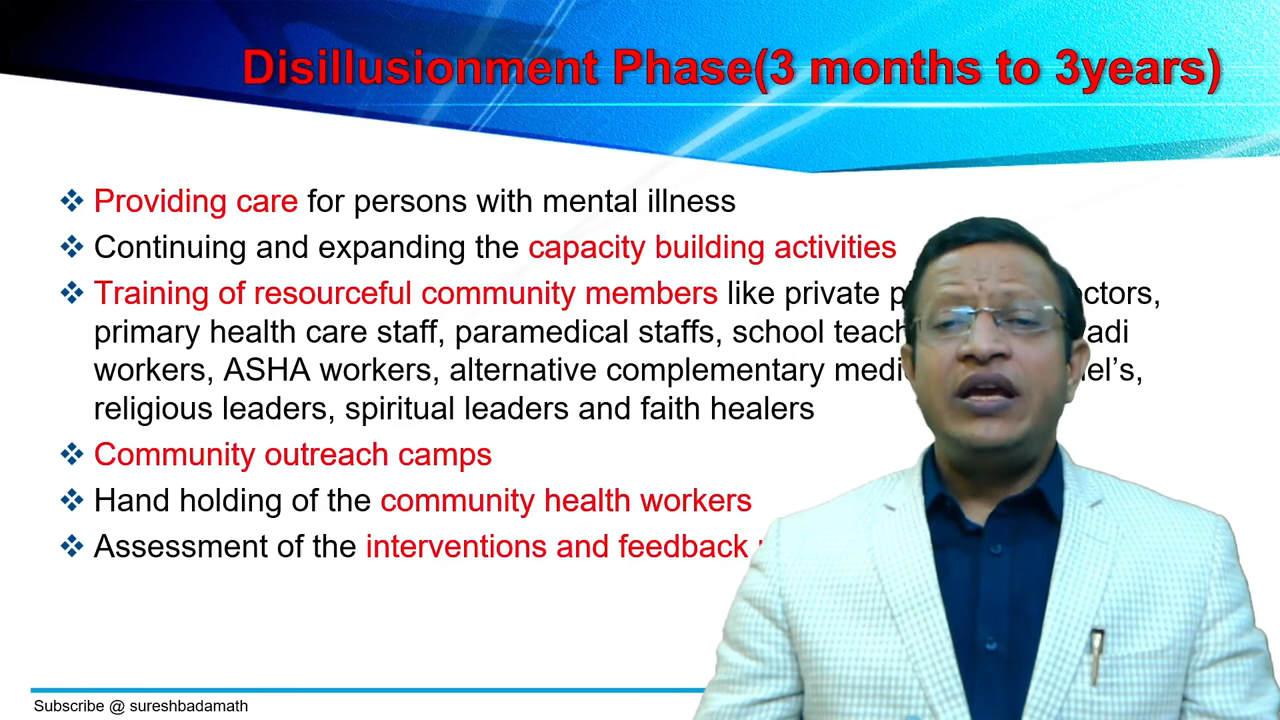 Disillusionment Phase(3 months to 3years)
Providing care for persons with mental illness
Continuing and expanding the capacity building activities
Training of resourceful community members like private
primary health care staff, paramedical staffs, school
workers, ASHA workers, alternative complementary
religious leaders, spiritual leaders and faith healers
Community outreach camps
Hand holding of the community health workers
Assessment of the interventions and feedback
Subscribe @ sureshbadamath